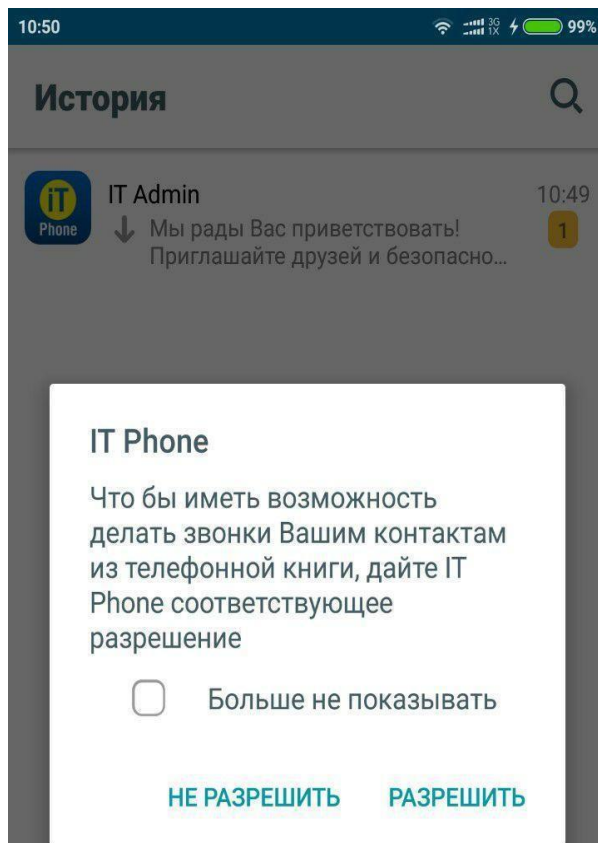 10:50
3G
1X
99%
История
iT
Phone
IT Admin
10:49
Мы рады Вас приветствовать!
1
Приглашайте друзей и безопасно...
IT Phone
Что бы иметь возможность
делать звонки Вашим контактам
из телефонной книги, дайте IT
Phone соответствующее
разрешение
Больше не показывать
НЕ РАЗРЕШИТЬ
РАЗРЕШИТЬ